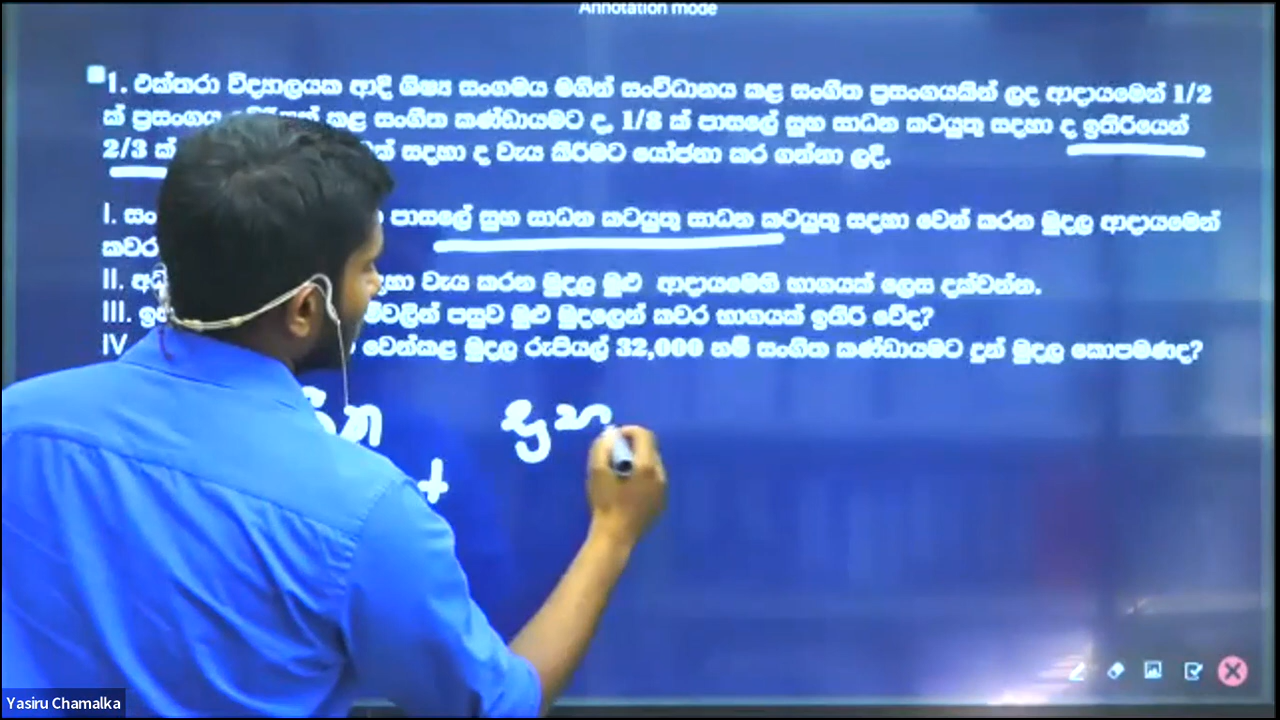 Annotation mode
1. එක්තරා විද්‍යාලයක ආදි ශිෂ්‍ය සංගමය මගින් සංවිධානය කළ සංගීත ප්‍රසංගයකින් ලද ආදායමෙන් 1/2
ක් ප්‍රසංගය කළ සංගීත කණ්ඩායමට ද, 1/8 ක් පාසලේ සුභ සාධන කටයුතු සඳහා ද ඉතිරියෙන්
2/3 ක් සඳහා ද වැය කිරීමට යෝජනා කර ගන්නා ලදී.
I. පාසලේ සුභ සාධන කටයුතු සාධන කටයුතු සඳහා වෙන් කරන මුදල ආදායමෙන්
කවර
II. වැය කරන මුදල මුළු ආදායමෙහි භාගයක් ලෙස දක්වන්න.
III. පසුව මුළු මුදලෙන් කවර භාගයක් ඉතිරි වේද?
IV වෙන්කළ මුදල රුපියල් 32,000 නම් සංගීත කණ්ඩායමට දුන් මුදල කොපමණද?
+
Yasiru Chamalka